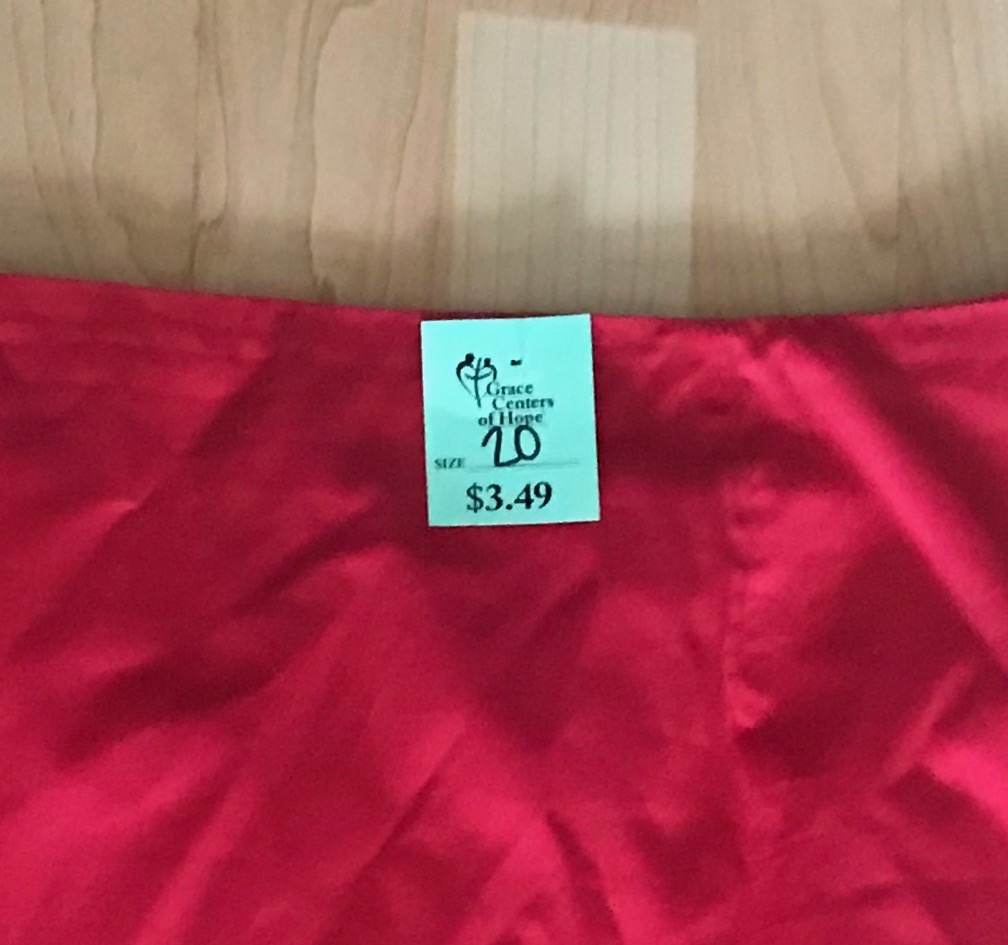 Grace
Centers
of Hope
SIZE 20
$3.49